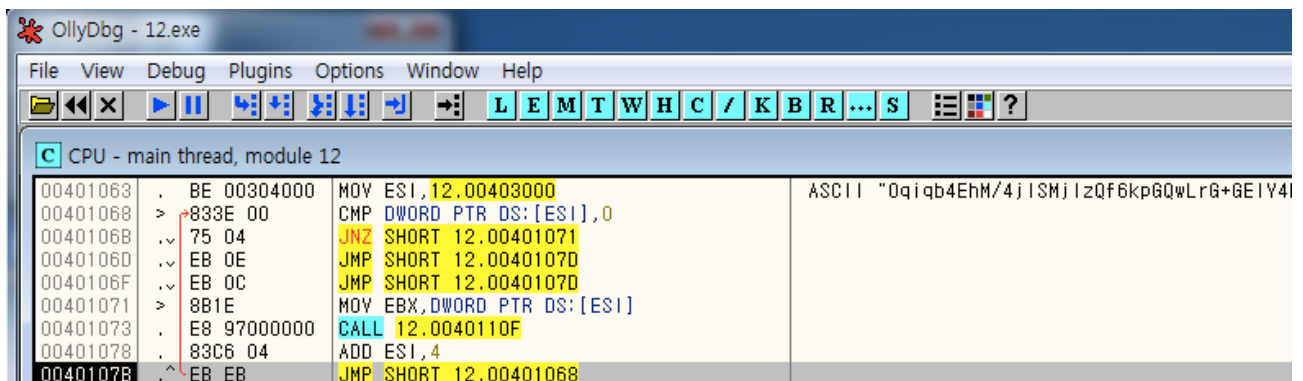 OllyDbg - 12.exe
File View Debug Plugins Options Window Help
L E M T W H C / K B R ... S ?
C CPU - main thread, module 12
00401063 . BE 00304000 MOV ESI,12.00403000 ASCII "Oqiqb4EhM/4jISMjIzQf6kpGQwLrG+GEIY4
00401068 > 833E 00 CMP DWORD PTR DS:[ESI],0
0040106B .v 75 04 JNZ SHORT 12.00401071
0040106D .v EB 0E JMP SHORT 12.0040107D
0040106F .v EB 0C JMP SHORT 12.0040107D
00401071 > 8B1E MOV EBX,DWORD PTR DS:[ESI]
00401073 . E8 97000000 CALL 12.0040110F
00401078 . 83C6 04 ADD ESI,4
0040107B .^ EB EB JMP SHORT 12.00401068